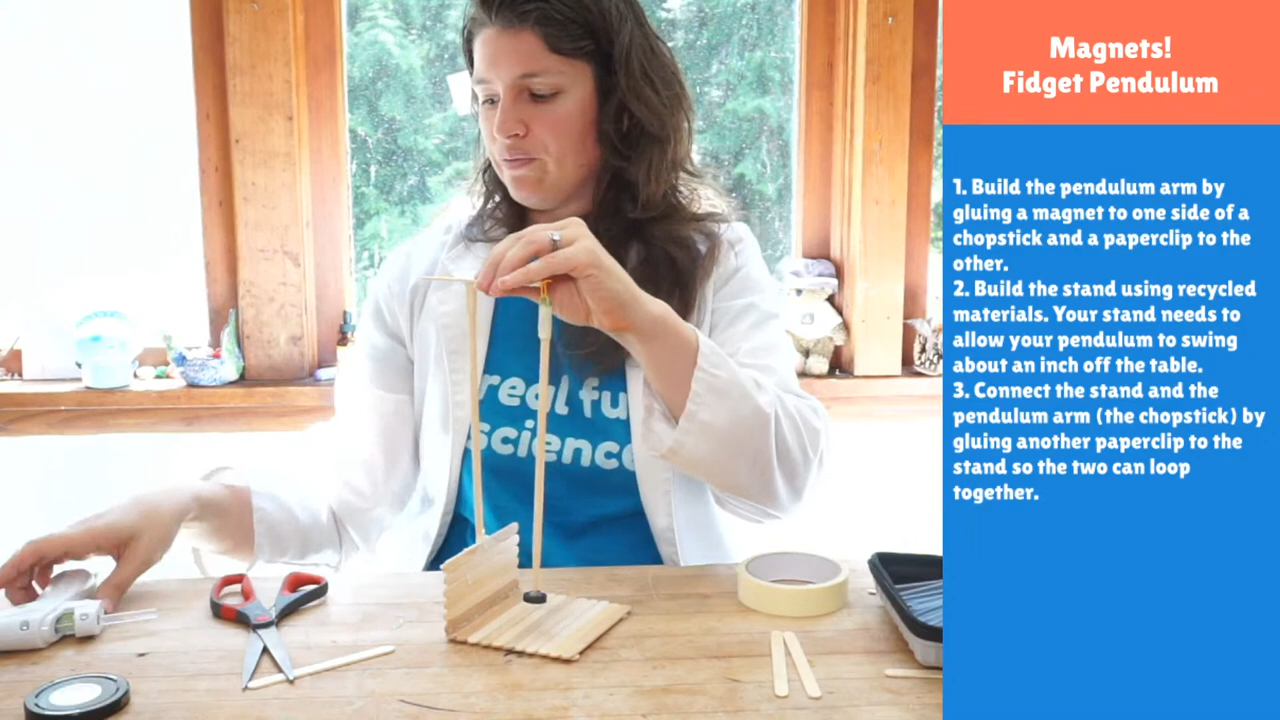 Magnets!
Fidget Pendulum
1. Build the pendulum arm by
gluing a magnet to one side of a
chopstick and a paperclip to the
other.
2. Build the stand using recycled
materials. Your stand needs to
allow your pendulum to swing
about an inch off the table.
3. Connect the stand and the
pendulum arm (the chopstick) by
gluing another paperclip to the
stand so the two can loop
together.
real fu
science